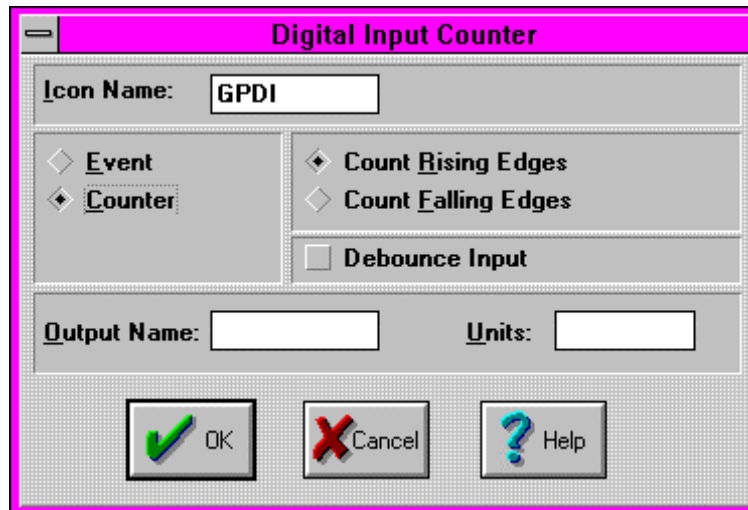 Digital Input Counter
Icon Name: GPDI
Event
Counter
Count Rising Edges
Count Falling Edges
Debounce Input
Output Name:
Units:
OK
Cancel
Help